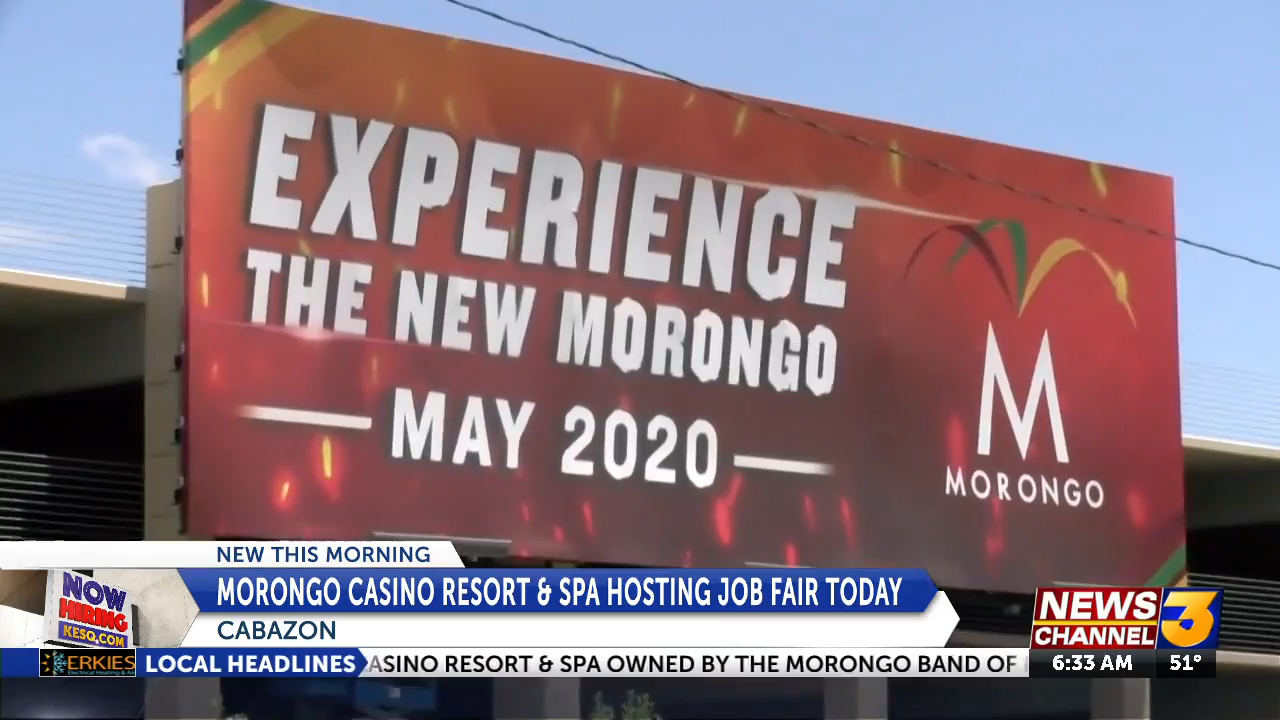 EXPERIENCE
THE NEW MORONGO
MAY 2020
M
MORONGO
NEW THIS MORNING
MORONGO CASINO RESORT & SPA HOSTING JOB FAIR TODAY
CABAZON
NOW
HIRING
KESQ.COM
NEWS 3
CHANNEL
ERKIES
LOCAL HEADLINES
ASINO RESORT & SPA OWNED BY THE MORONGO BAND OF
6:33 AM 51°